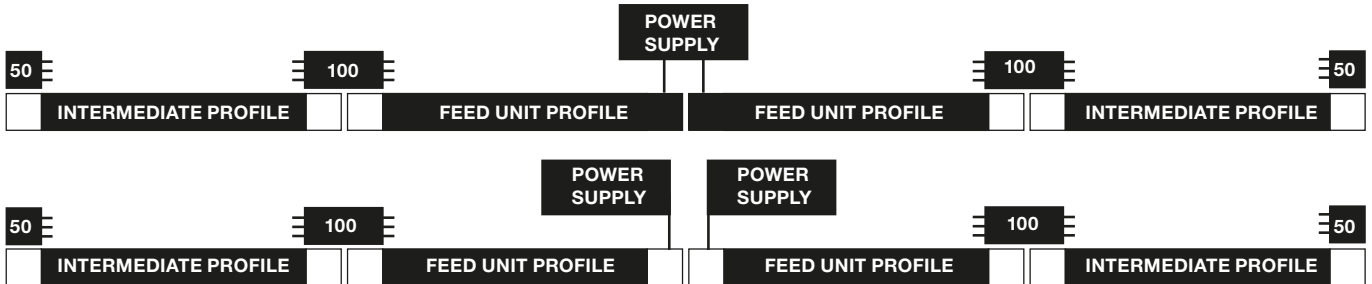 POWER
SUPPLY
50
100
100
50
INTERMEDIATE PROFILE
FEED UNIT PROFILE
FEED UNIT PROFILE
INTERMEDIATE PROFILE
POWER
SUPPLY
POWER
SUPPLY
50
100
100
50
INTERMEDIATE PROFILE
FEED UNIT PROFILE
FEED UNIT PROFILE
INTERMEDIATE PROFILE